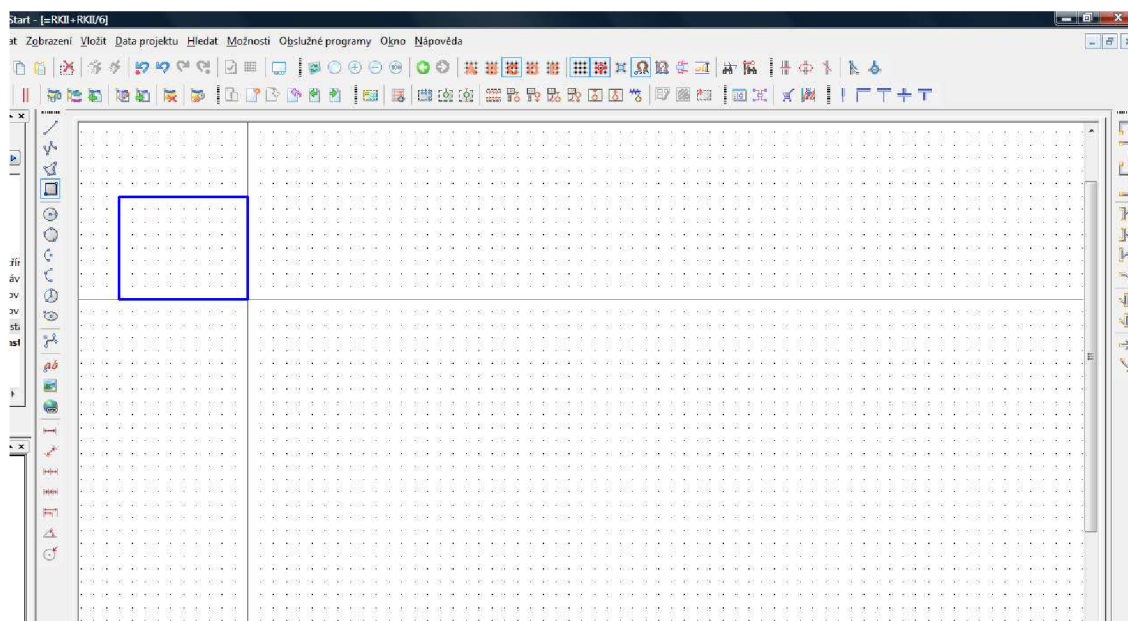 Start - [=RKII+RKII/6]
at Zobrazení Vložit Data projektu Hledat Možnosti Obslužné programy Okno Nápověda